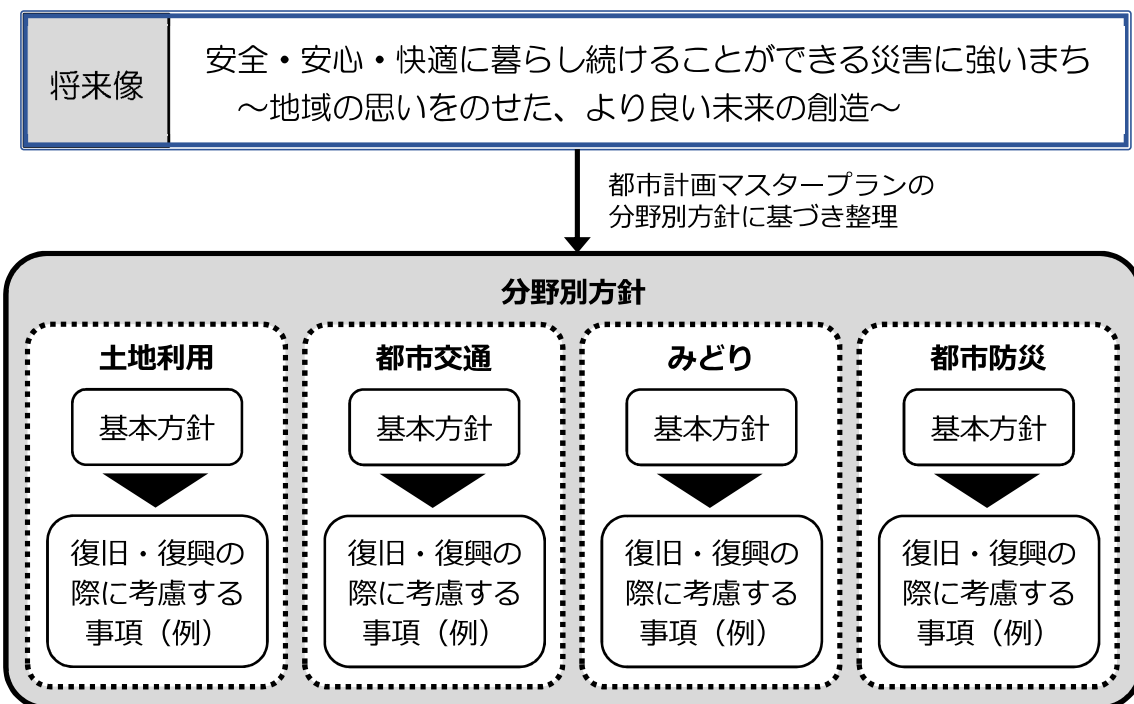 将来像
安全・安心・快適に暮らし続けることができる災害に強いまち
～地域の思いをのせた、より良い未来の創造～
都市計画マスタープランの
分野別方針に基づき整理
分野別方針
土地利用
基本方針
復旧・復興の
際に考慮する
事項（例）
都市交通
基本方針
復旧・復興の
際に考慮する
事項（例）
みどり
基本方針
復旧・復興の
際に考慮する
事項（例）
都市防災
基本方針
復旧・復興の
際に考慮する
事項（例）